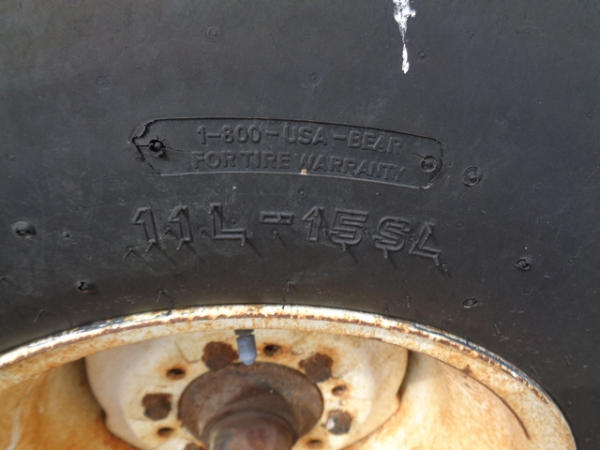 1-800-USA-BEAR
FOR TIRE WARRANTY
11L-15SL